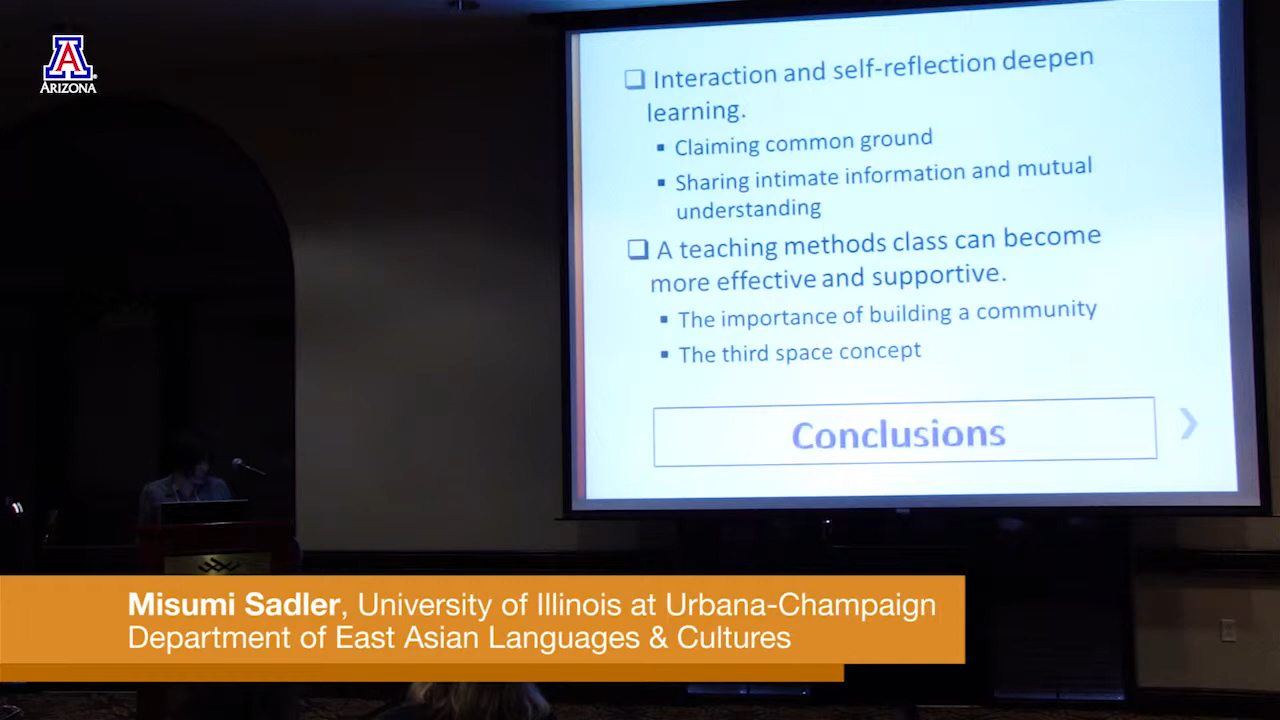 ARIZONA
Interaction and self-reflection deepen
learning.
Claiming common ground
Sharing intimate information and mutual
understanding
A teaching methods class can become
more effective and supportive.
The importance of building a community
The third space concept
Conclusions
Misumi Sadler, University of Illinois at Urbana-Champaign
Department of East Asian Languages & Cultures